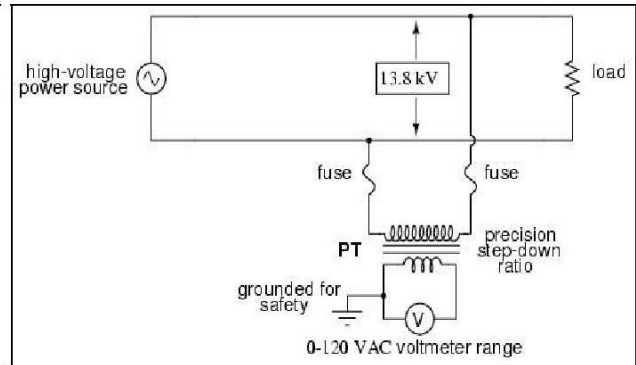 high-voltage
power source
13.8 kV
load
fuse
fuse
PT
precision
step-down
ratio
grounded for
safety
V
0-120 VAC voltmeter range